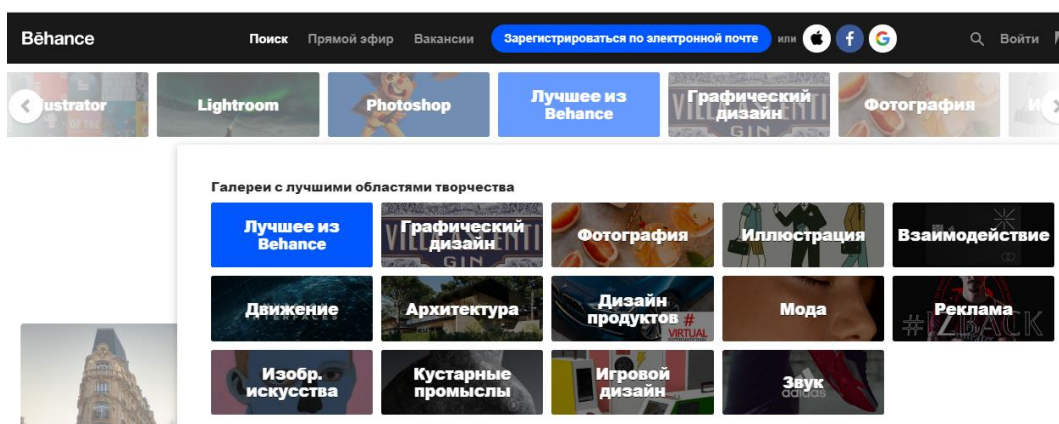 Bēhance
Поиск Прямой эфир Вакансии Зарегистрироваться по электронной почте или Войти
Lightroom Photoshop Лучшее из Behance Графический дизайн Фотография
Галереи с лучшими областями творчества
Лучшее из Behance
Графический дизайн
Фотография
Иллюстрация
Взаимодействие
Движение
Архитектура
Дизайн продуктов
# VIRTUAL
Мода
Реклама
Изобр. искусства
Кустарные промыслы
Игровой дизайн
Звук
adidas